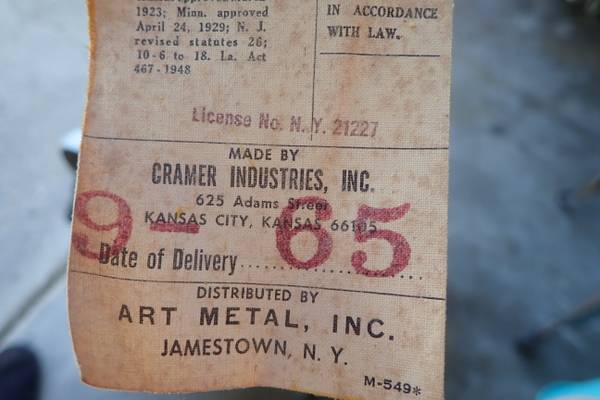 1923; Minn. approved
April 24, 1929; N. J.
revised statutes 26;
10-6 to 18. La. Act
467-1948
IN ACCORDANCE
WITH LAW.
License No. N. Y. 21227
MADE BY
CRAMER INDUSTRIES, INC.
625 Adams Street
KANSAS CITY, KANSAS 66105
9-65
Date of Delivery
DISTRIBUTED BY
ART METAL, INC.
JAMESTOWN, N. Y.
M-549*